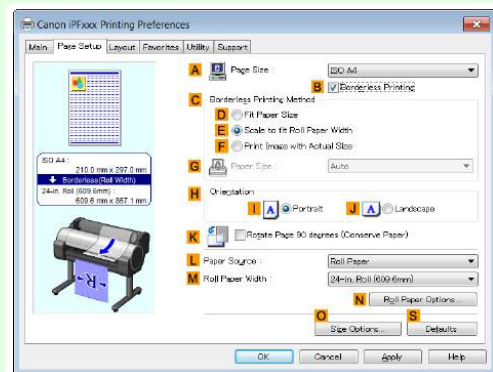 Canon iPFxxx Printing Preferences
Main Page Setup Layout Favorites Utility Support
A Page Size : ISO A4
B Borderless Printing
C Borderless Printing Method
D Fit Paper Size
E Scale to fit Roll Paper Width
F Print Image with Actual Size
G Paper Size : Auto
ISO A4 :
210.0 mm x 297.0 mm
Borderless(Roll Width)
24-in. Roll (609.6mm) :
609.6 mm x 867.1 mm
H Orientation
I A Portrait J A Landscape
K Rotate Page 90 degrees (Conserve Paper)
L Paper Source : Roll Paper
M Roll Paper Width : 24-in. Roll (609.6mm)
R
N Roll Paper Options...
O S
Size Options... Defaults
OK Cancel Apply Help